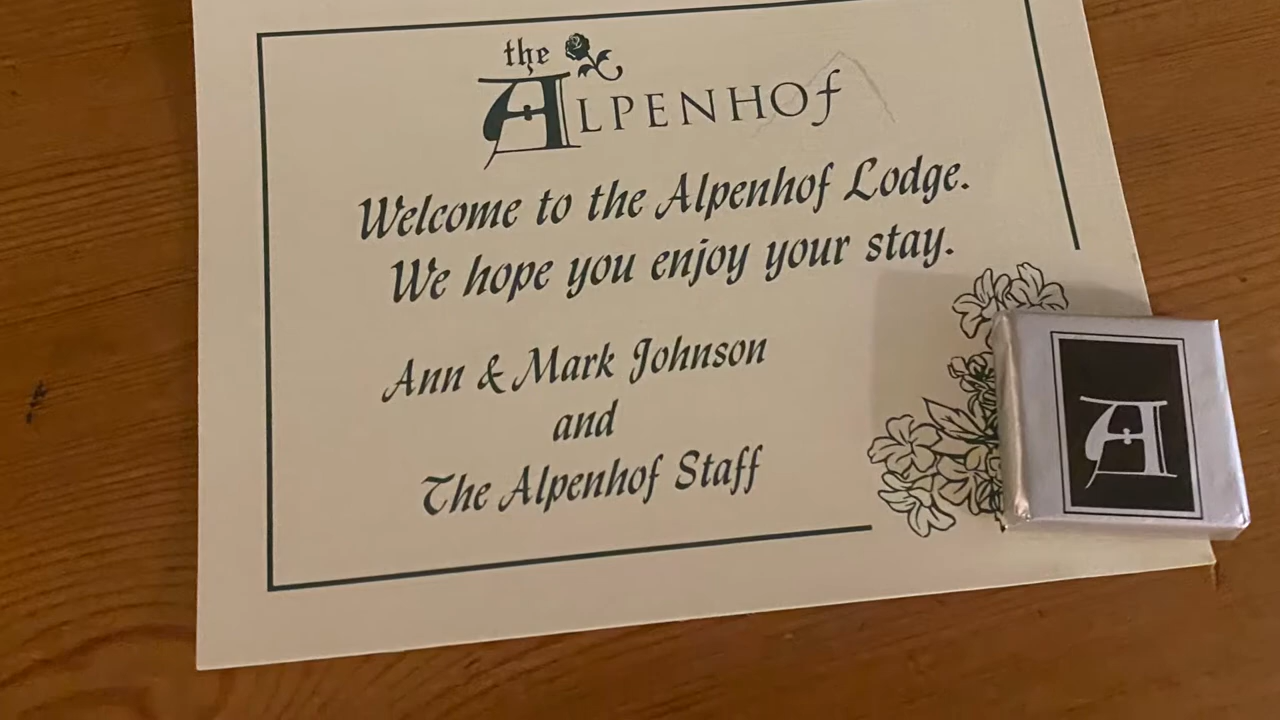 the
ALPENHOf
Welcome to the Alpenhof Lodge.
We hope you enjoy your stay.
Ann & Mark Johnson
and
The Alpenhof Staff
A